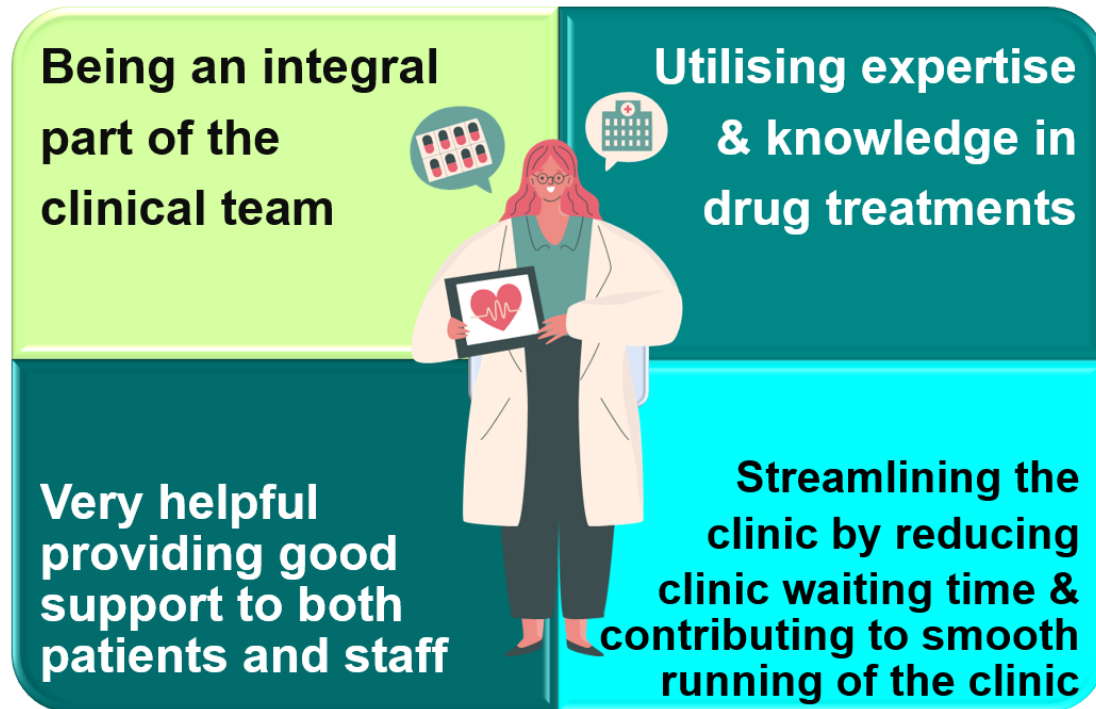 Being an integral
part of the
clinical team
Utilising expertise
& knowledge in
drug treatments
Very helpful
providing good
support to both
patients and staff
Streamlining the
clinic by reducing
clinic waiting time &
contributing to smooth
running of the clinic